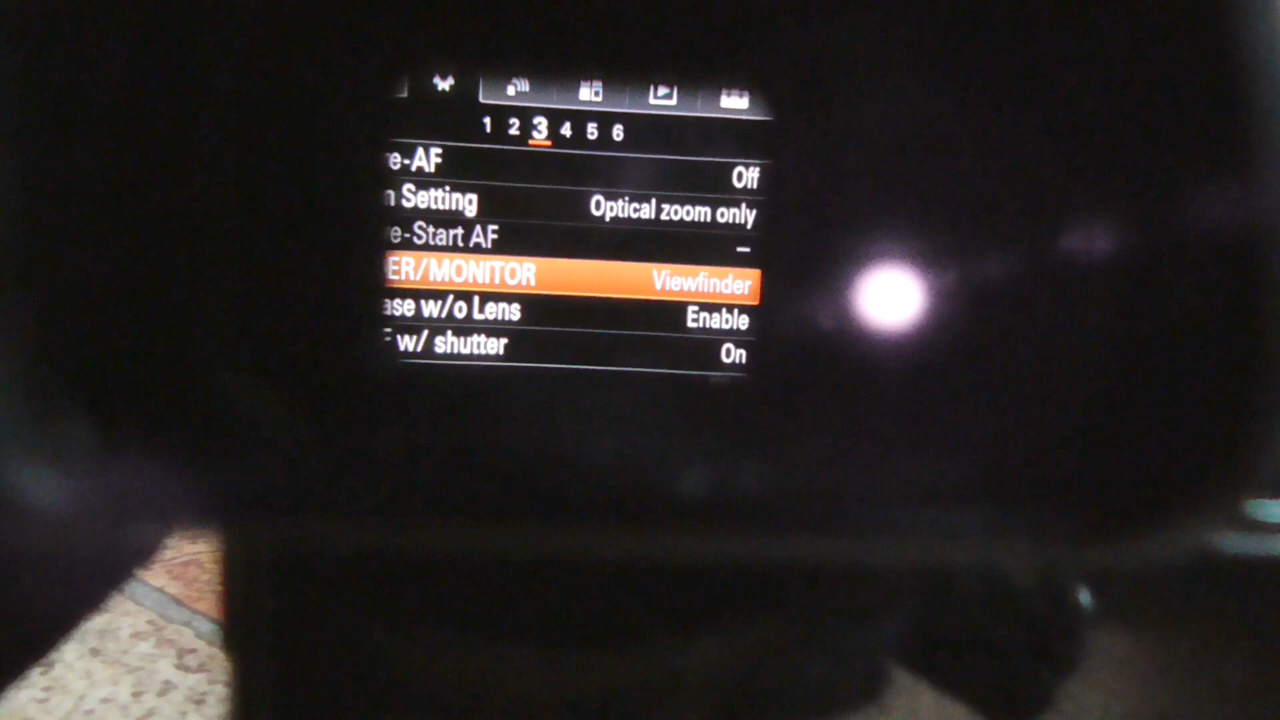 1 2 3 4 5 6
e-AF Off
Setting Optical zoom only
e-Start AF –
ER/MONITOR Viewfinder
ase w/o Lens Enable
w/ shutter On